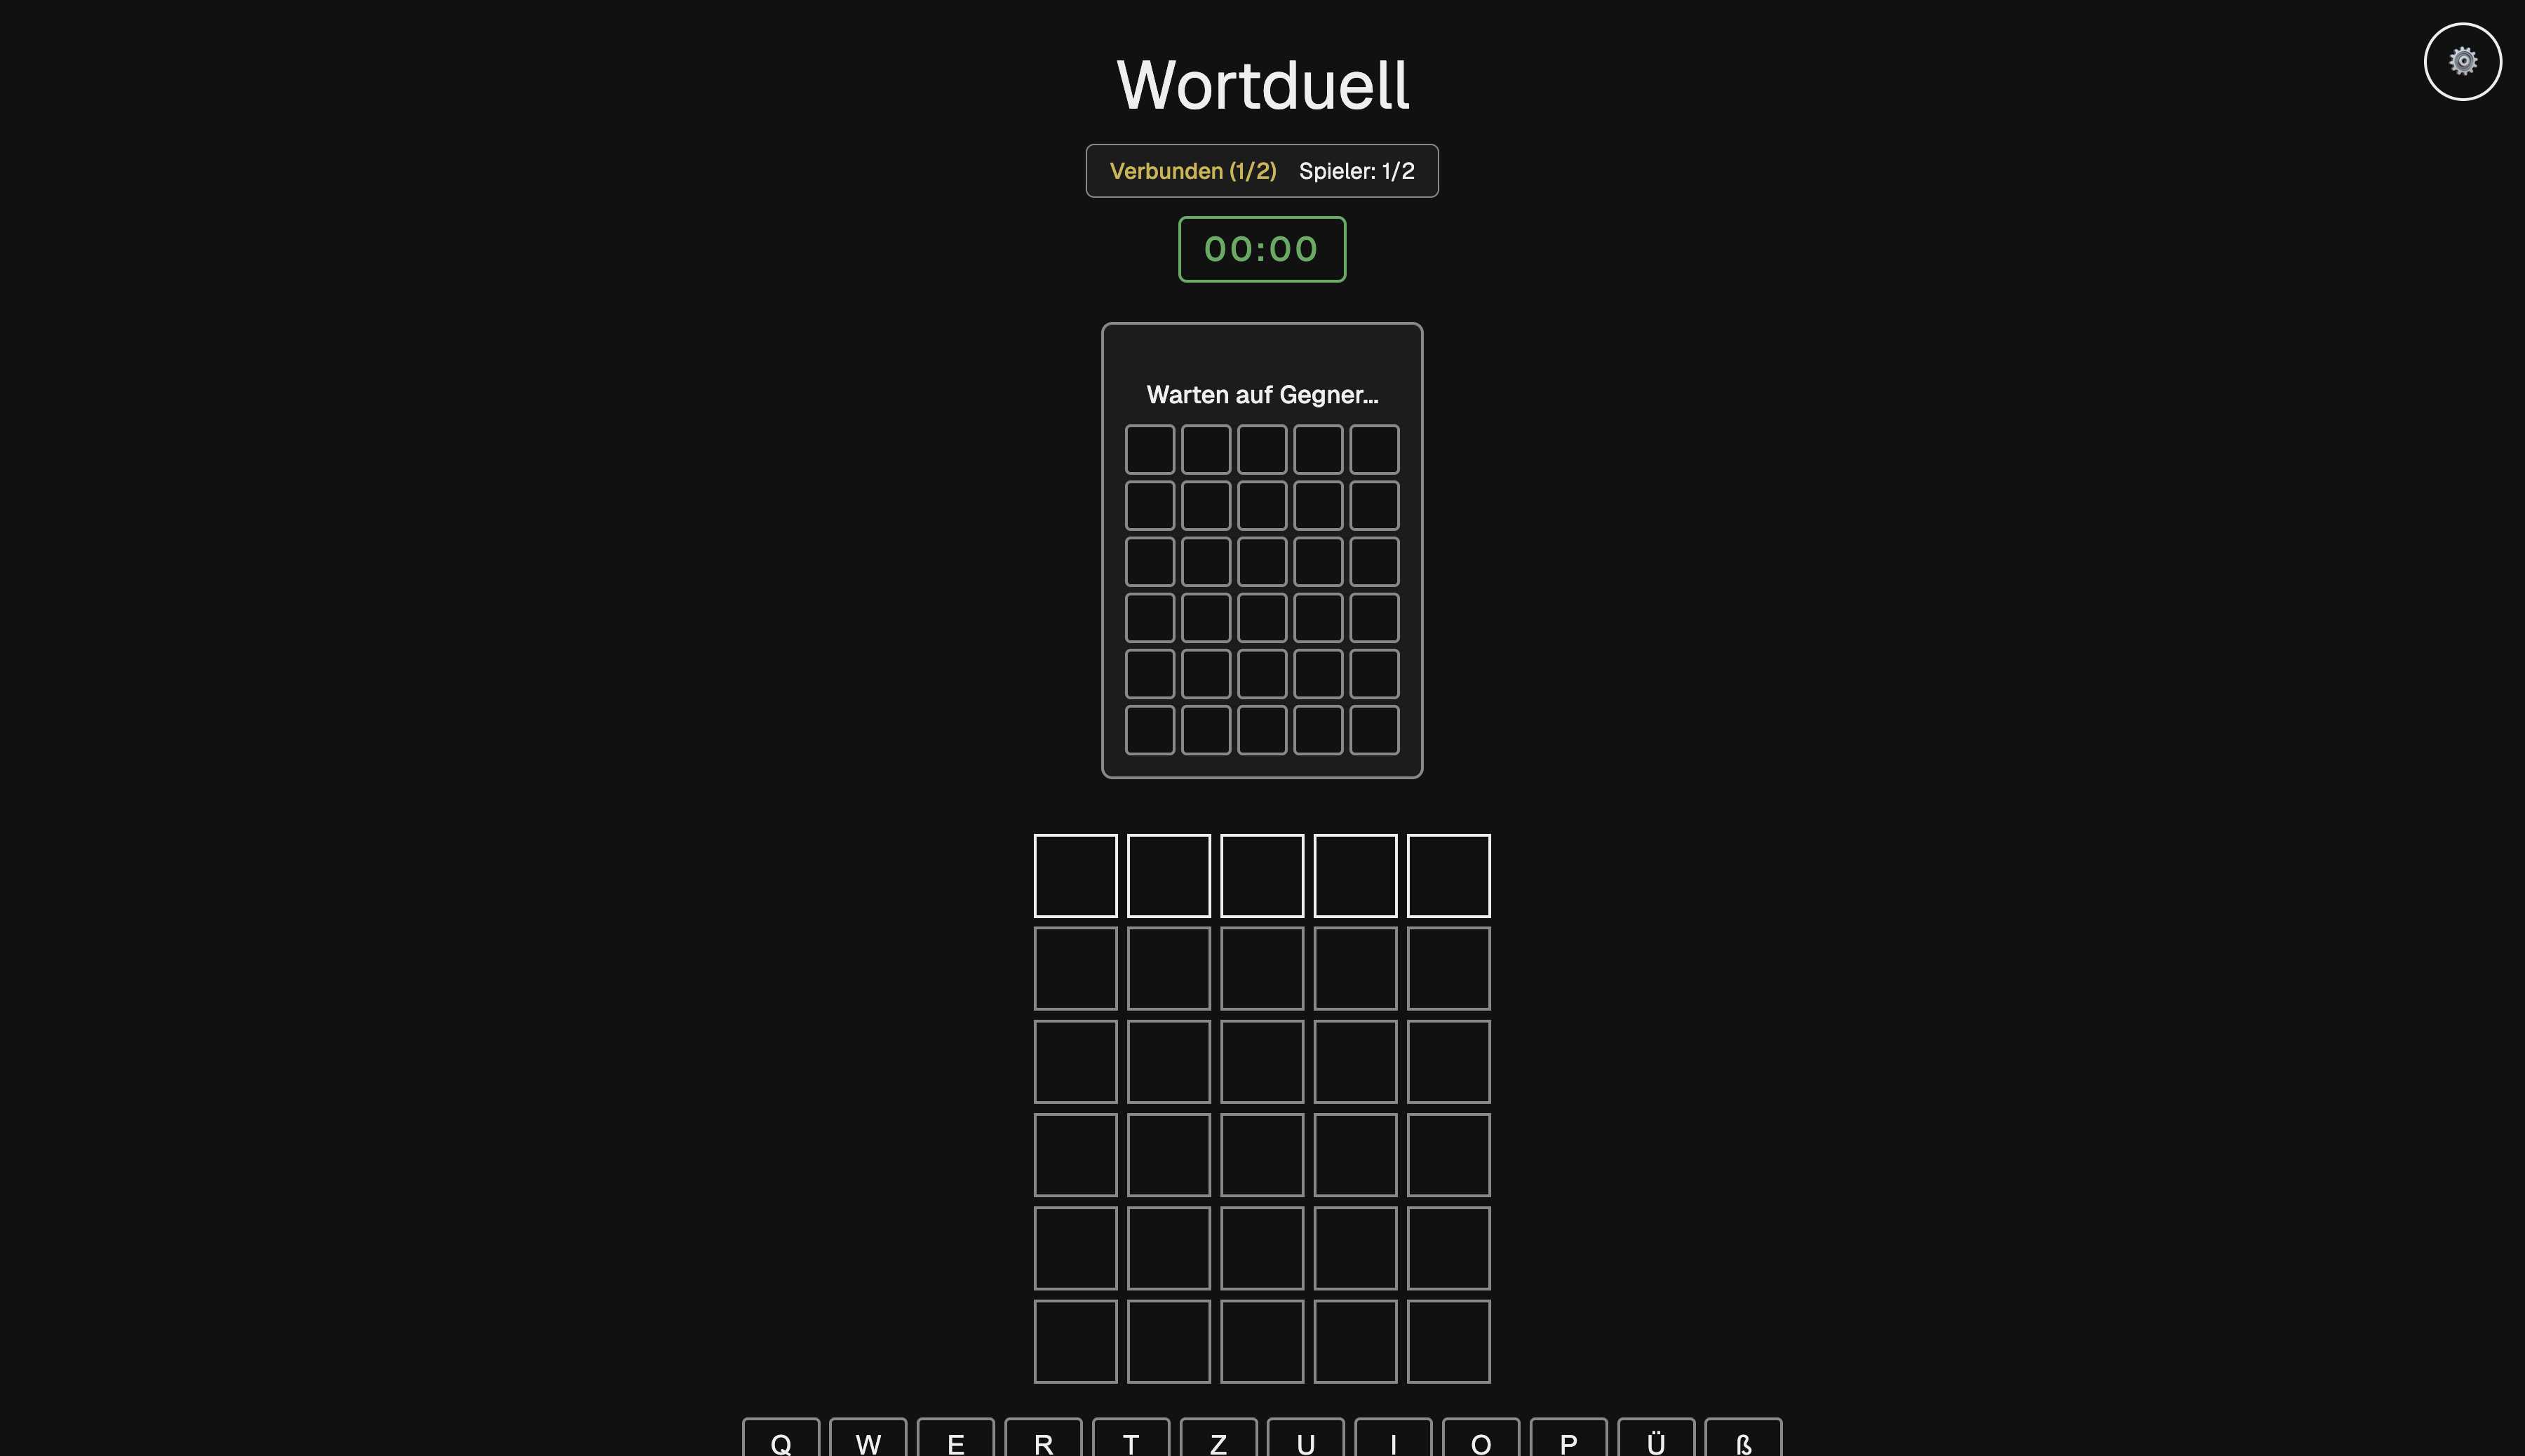 Wortduell
Verbunden (1/2) Spieler: 1/2
00:00
Warten auf Gegner...
Q W E R T Z U I O P Ü ß